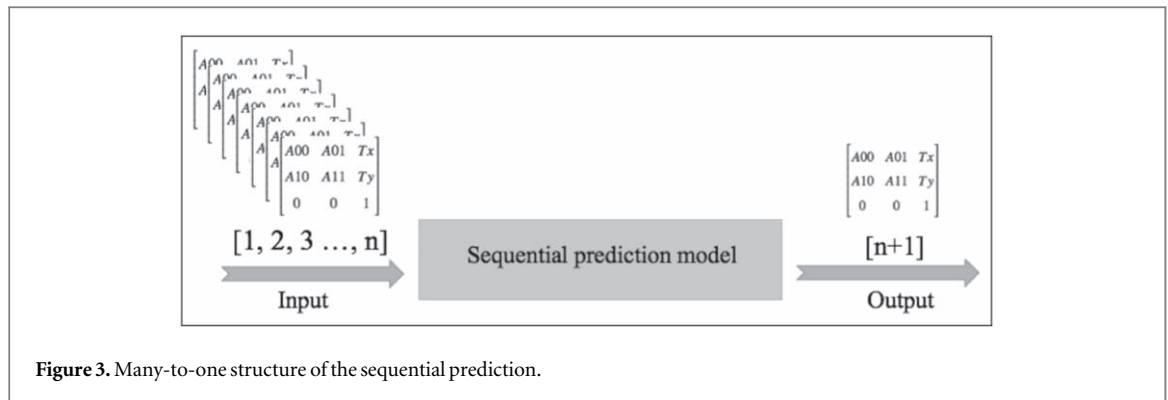 A00 A01 Tx
A10 A11 Ty
0 0 1
[1, 2, 3 ..., n]
Input
Sequential prediction model
A00 A01 Tx
A10 A11 Ty
0 0 1
[n+1]
Output
Figure 3. Many-to-one structure of the sequential prediction.